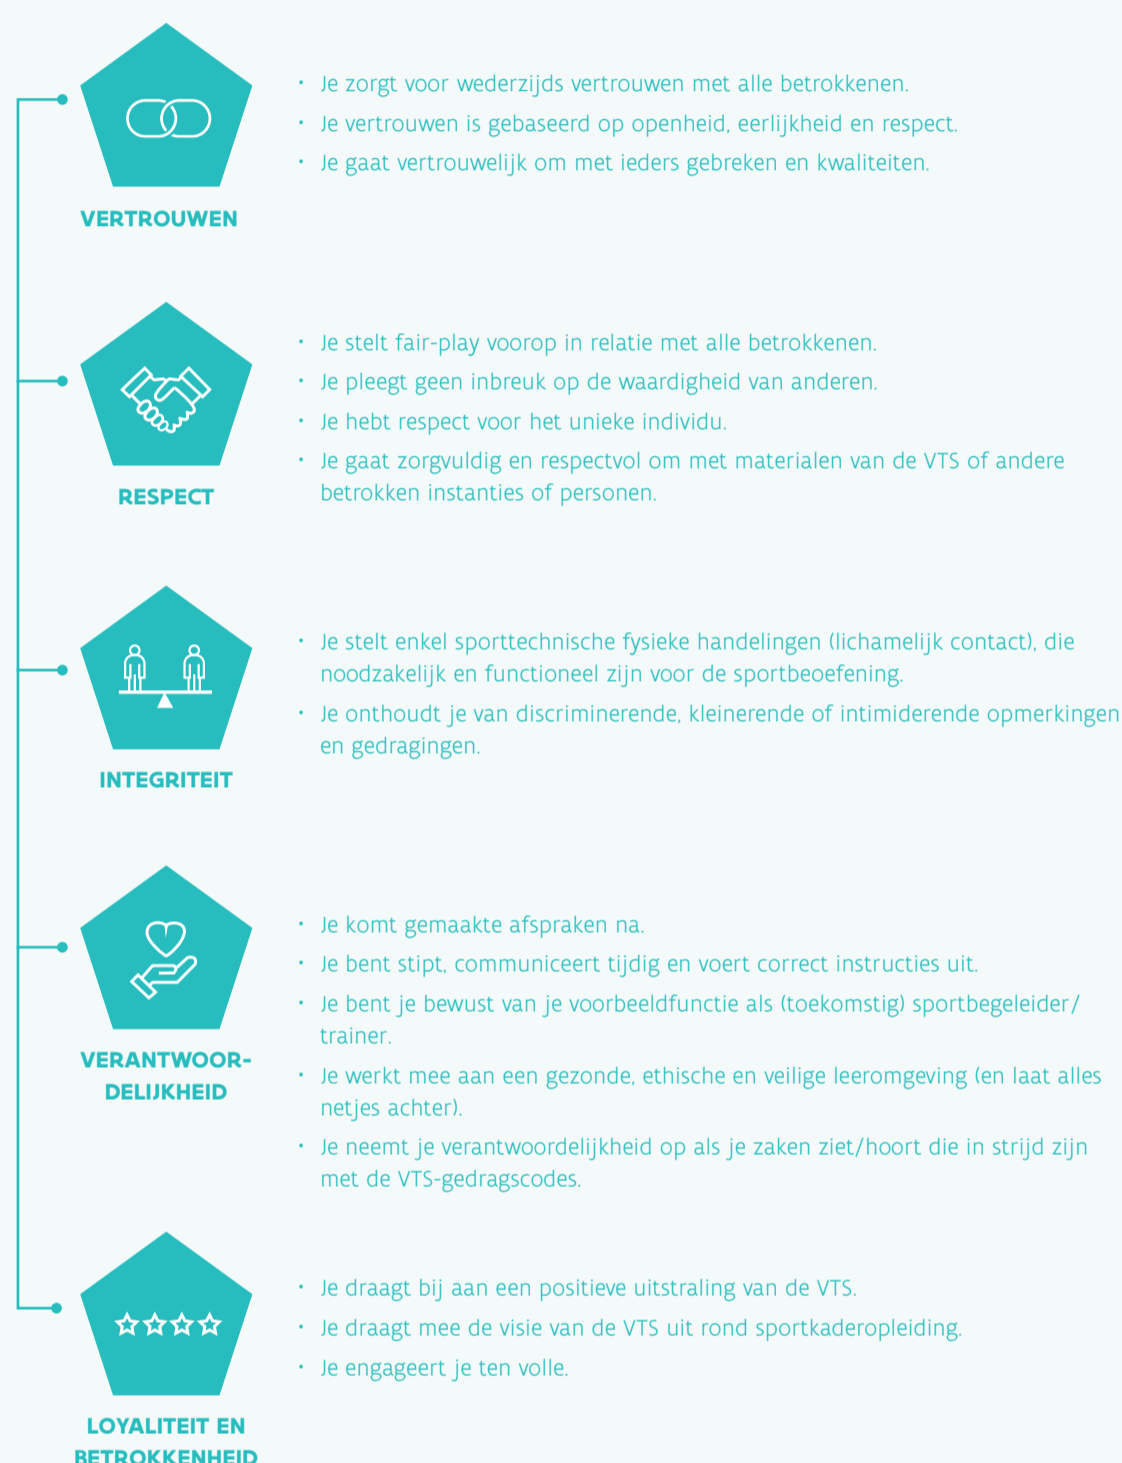 • Je zorgt voor wederzijds vertrouwen met alle betrokkenen.
• Je vertrouwen is gebaseerd op openheid, eerlijkheid en respect.
• Je gaat vertrouwelijk om met ieders gebreken en kwaliteiten.
VERTROUWEN
• Je stelt fair-play voorop in relatie met alle betrokkenen.
• Je pleegt geen inbreuk op de waardigheid van anderen.
• Je hebt respect voor het unieke individu.
• Je gaat zorgvuldig en respectvol om met materialen van de VTS of andere
betrokken instanties of personen.
RESPECT
• Je stelt enkel sporttechnische fysieke handelingen (lichamelijk contact), die
noodzakelijk en functioneel zijn voor de sportbeoefening.
• Je onthoudt je van discriminerende, kleinerende of intimiderende opmerkingen
en gedragingen.
INTEGRITEIT
• Je komt gemaakte afspraken na.
• Je bent stipt, communiceert tijdig en voert correct instructies uit.
• Je bent je bewust van je voorbeeldfunctie als (toekomstig) sportbegeleider/
trainer.
• Je werkt mee aan een gezonde, ethische en veilige leeromgeving (en laat alles
netjes achter).
• Je neemt je verantwoordelijkheid op als je zaken ziet/hoort die in strijd zijn
met de VTS-gedragscodes.
VERANTWOOR-
DELIJKHEID
• Je draagt bij aan een positieve uitstraling van de VTS.
• Je draagt mee de visie van de VTS uit rond sportkaderopleiding.
• Je engageert je ten volle.
LOYALITEIT EN
BETROKKENHEID